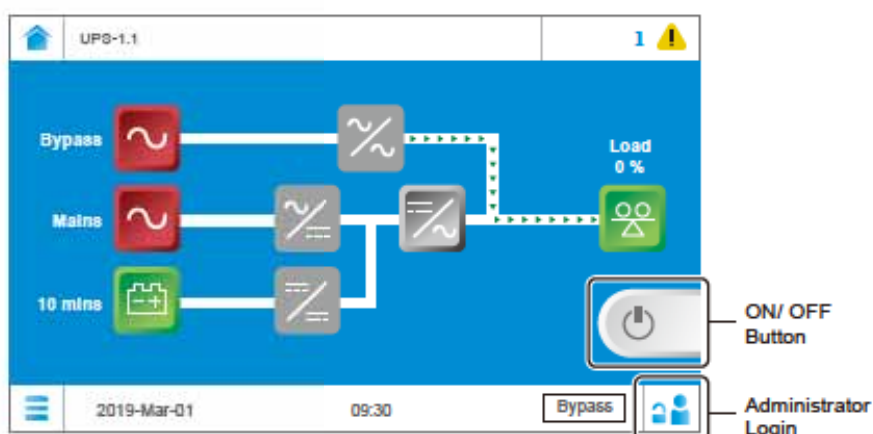 UPS-1.1
1
Bypass
Load
0 %
Mains
10 mins
ON/ OFF
Button
2019-Mar-01
09:30
Bypass
Administrator
Login